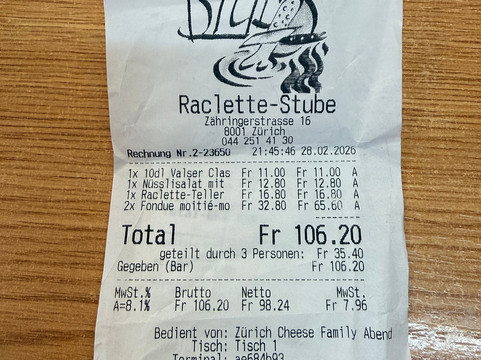 Raclette-Stube
Zähringerstrasse 16
8001 Zürich
044 251 41 30
Rechnung Nr.2-23650 21:45:46 28.02.2026
1x 10dl Valser Clas Fr 11.00 Fr 11.00 A
1x Nüsslisalat mit Fr 12.80 Fr 12.80 A
1x Raclette-Teller Fr 16.80 Fr 16.80 A
2x Fondue moitié-mo Fr 32.80 Fr 65.60 A
Total Fr 106.20
geteilt durch 3 Personen: Fr 35.40
Gegeben (Bar) Fr 106.20
MwSt.% Brutto Netto MwSt.
A=8.1% Fr 106.20 Fr 98.24 Fr 7.96
Bedient von: Zürich Cheese Family Abend
Tisch: Tisch 1
Terminal: ae684b93